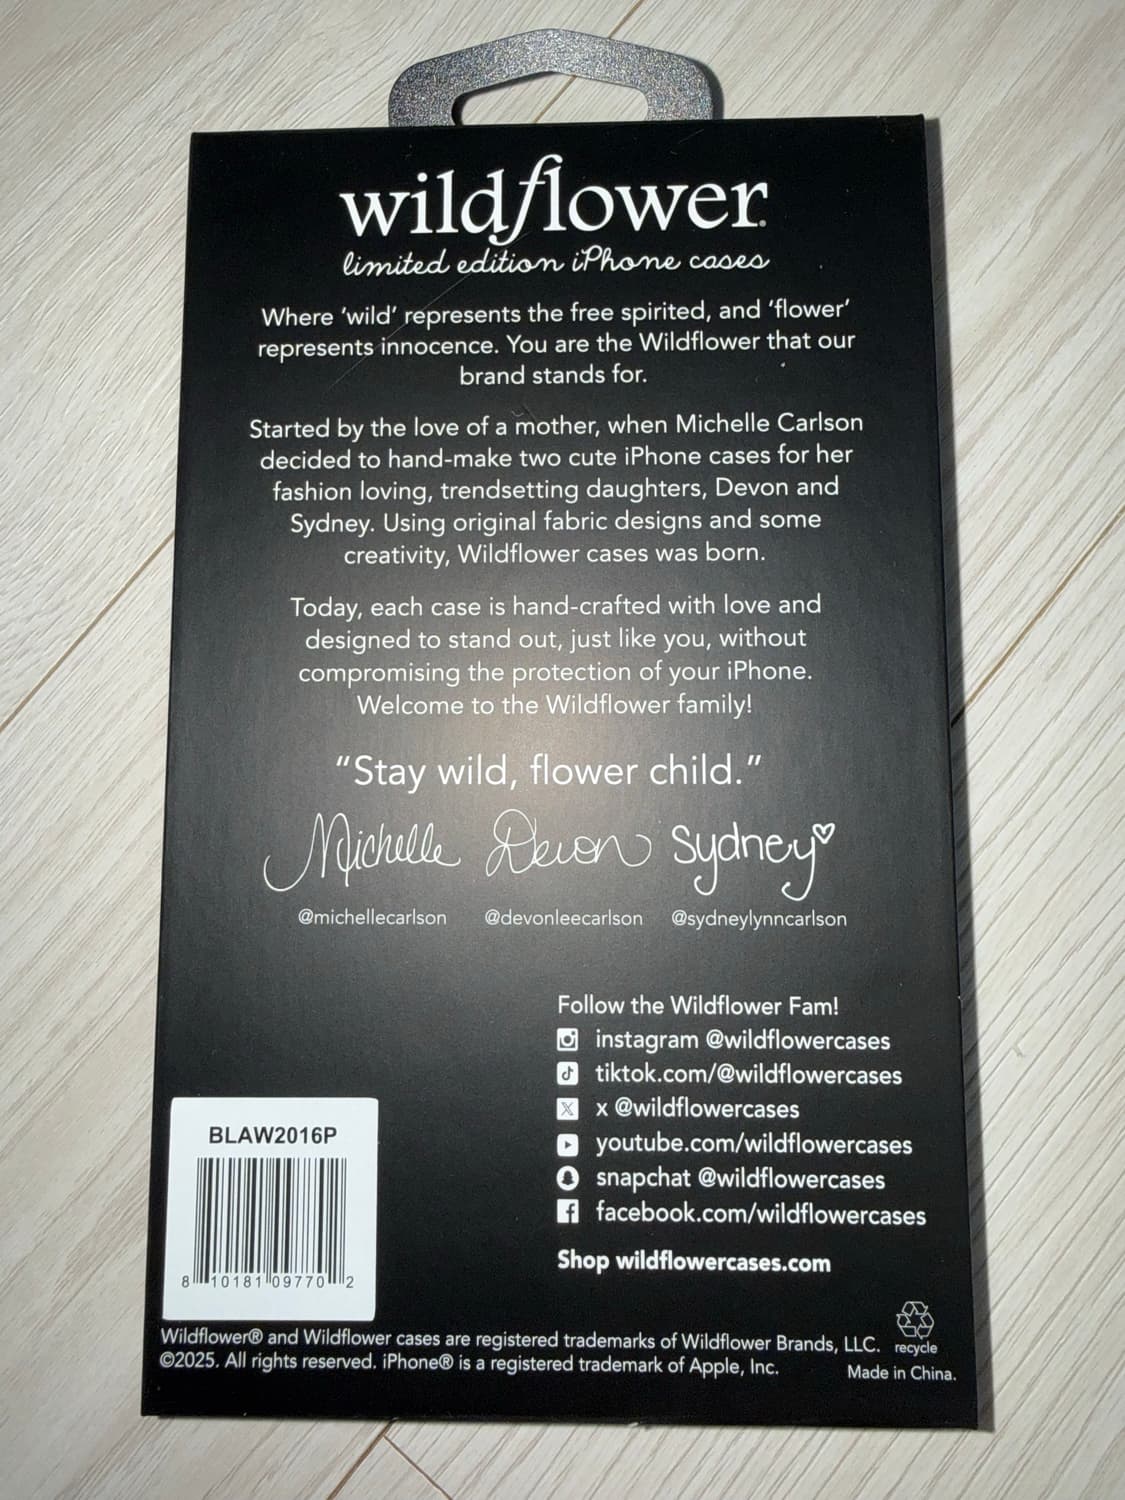 wildflower®
limited edition iPhone cases
Where ‘wild’ represents the free spirited, and ‘flower’
represents innocence. You are the Wildflower that our
brand stands for.
Started by the love of a mother, when Michelle Carlson
decided to hand-make two cute iPhone cases for her
fashion loving, trendsetting daughters, Devon and
Sydney. Using original fabric designs and some
creativity, Wildflower cases was born.
Today, each case is hand-crafted with love and
designed to stand out, just like you, without
compromising the protection of your iPhone.
Welcome to the Wildflower family!
“Stay wild, flower child.”
Michelle Devon Sydney
@michellecarlson @devonleecarlson @sydneylynncarlson
Follow the Wildflower Fam!
instagram @wildflowercases
tiktok.com/@wildflowercases
x @wildflowercases
youtube.com/wildflowercases
snapchat @wildflowercases
facebook.com/wildflowercases
Shop wildflowercases.com
BLAW2016P
8 10181 09770 2
Wildflower® and Wildflower cases are registered trademarks of Wildflower Brands, LLC.
©2025. All rights reserved. iPhone® is a registered trademark of Apple, Inc.
recycle
Made in China.